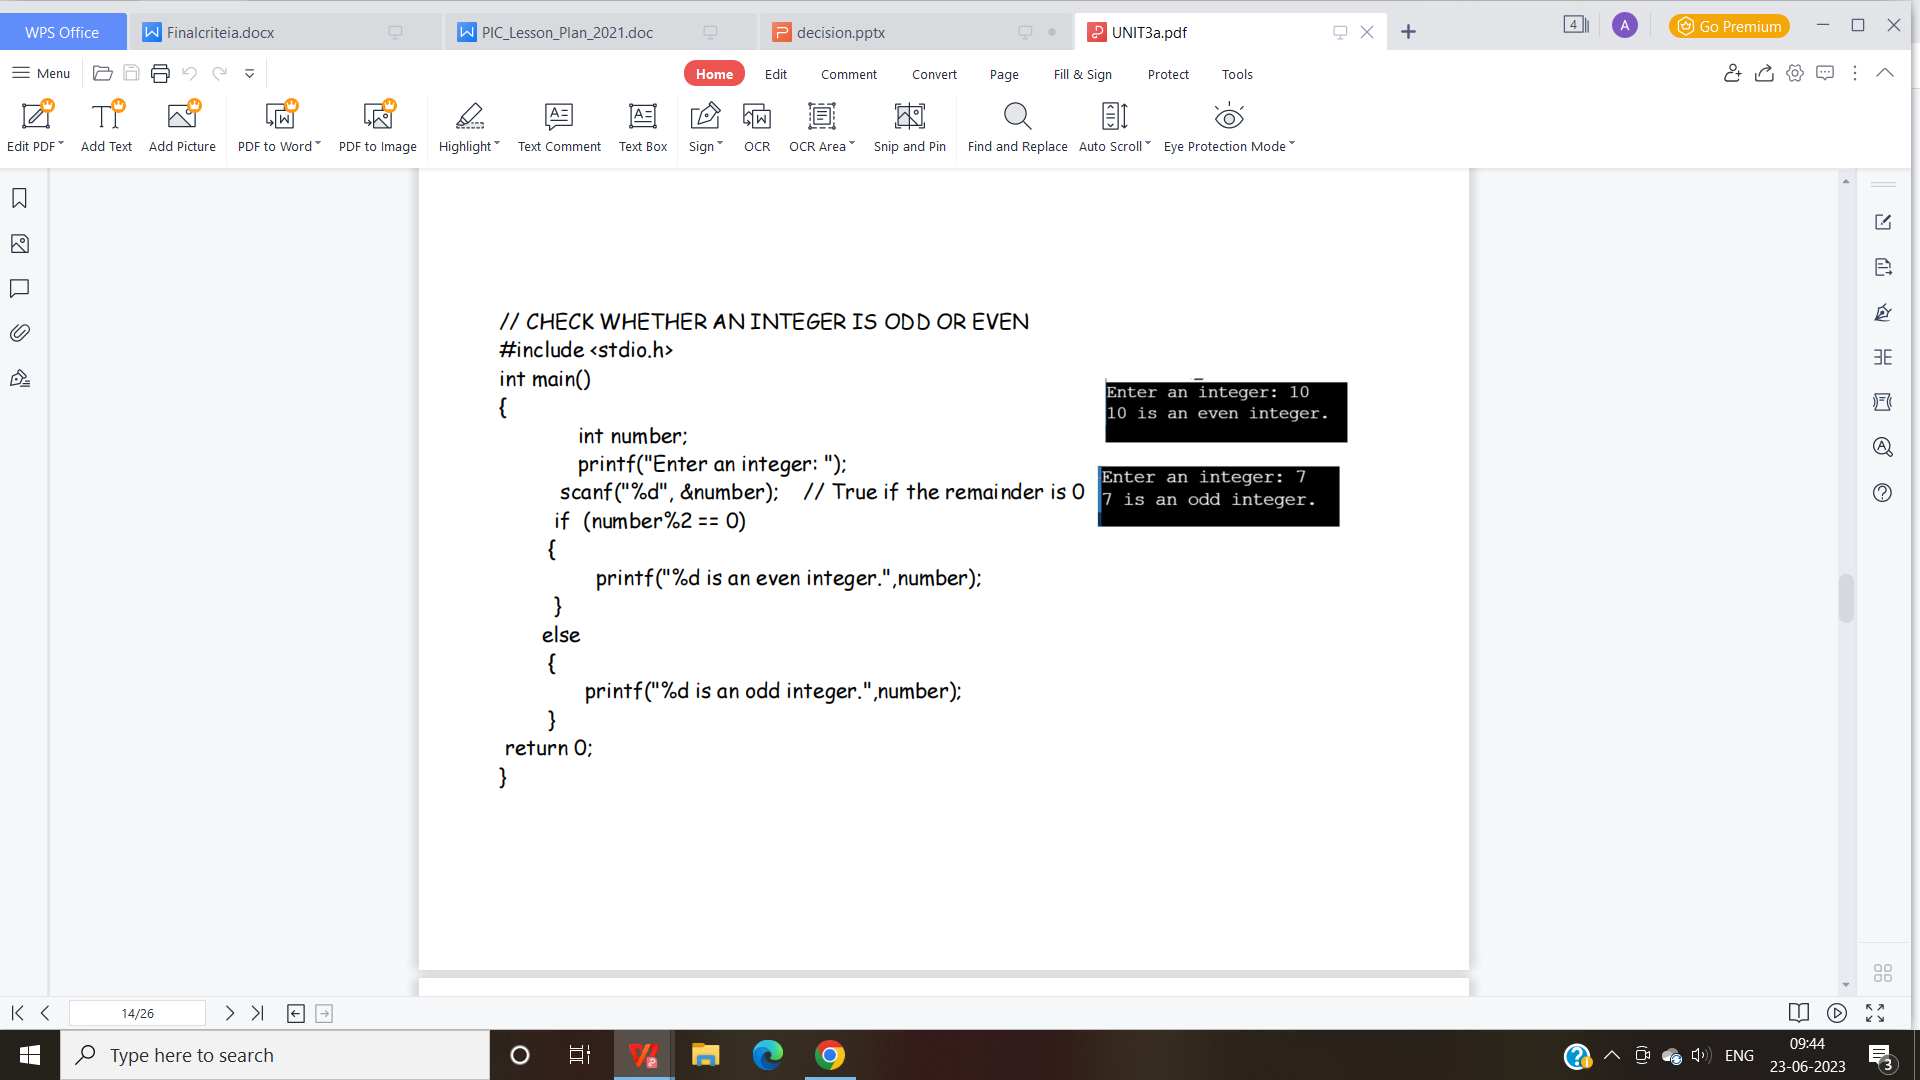 WPS Office
Finalcriteia.docx
PIC_Lesson_Plan_2021.doc
decision.pptx
UNIT3a.pdf
4
A
Go Premium
Menu
Home
Edit
Comment
Convert
Page
Fill & Sign
Protect
Tools
Edit PDF
Add Text
Add Picture
PDF to Word
PDF to Image
Highlight
Text Comment
Text Box
Sign
OCR
OCR Area
Snip and Pin
Find and Replace
Auto Scroll
Eye Protection Mode
// CHECK WHETHER AN INTEGER IS ODD OR EVEN
#include <stdio.h>
int main()
{
int number;
printf("Enter an integer: ");
scanf("%d", &number); // True if the remainder is 0
if (number%2 == 0)
{
printf("%d is an even integer.",number);
}
else
{
printf("%d is an odd integer.",number);
}
return 0;
}
Enter an integer: 10
10 is an even integer.
Enter an integer: 7
7 is an odd integer.
14/26
Type here to search
ENG
09:44
23-06-2023
3